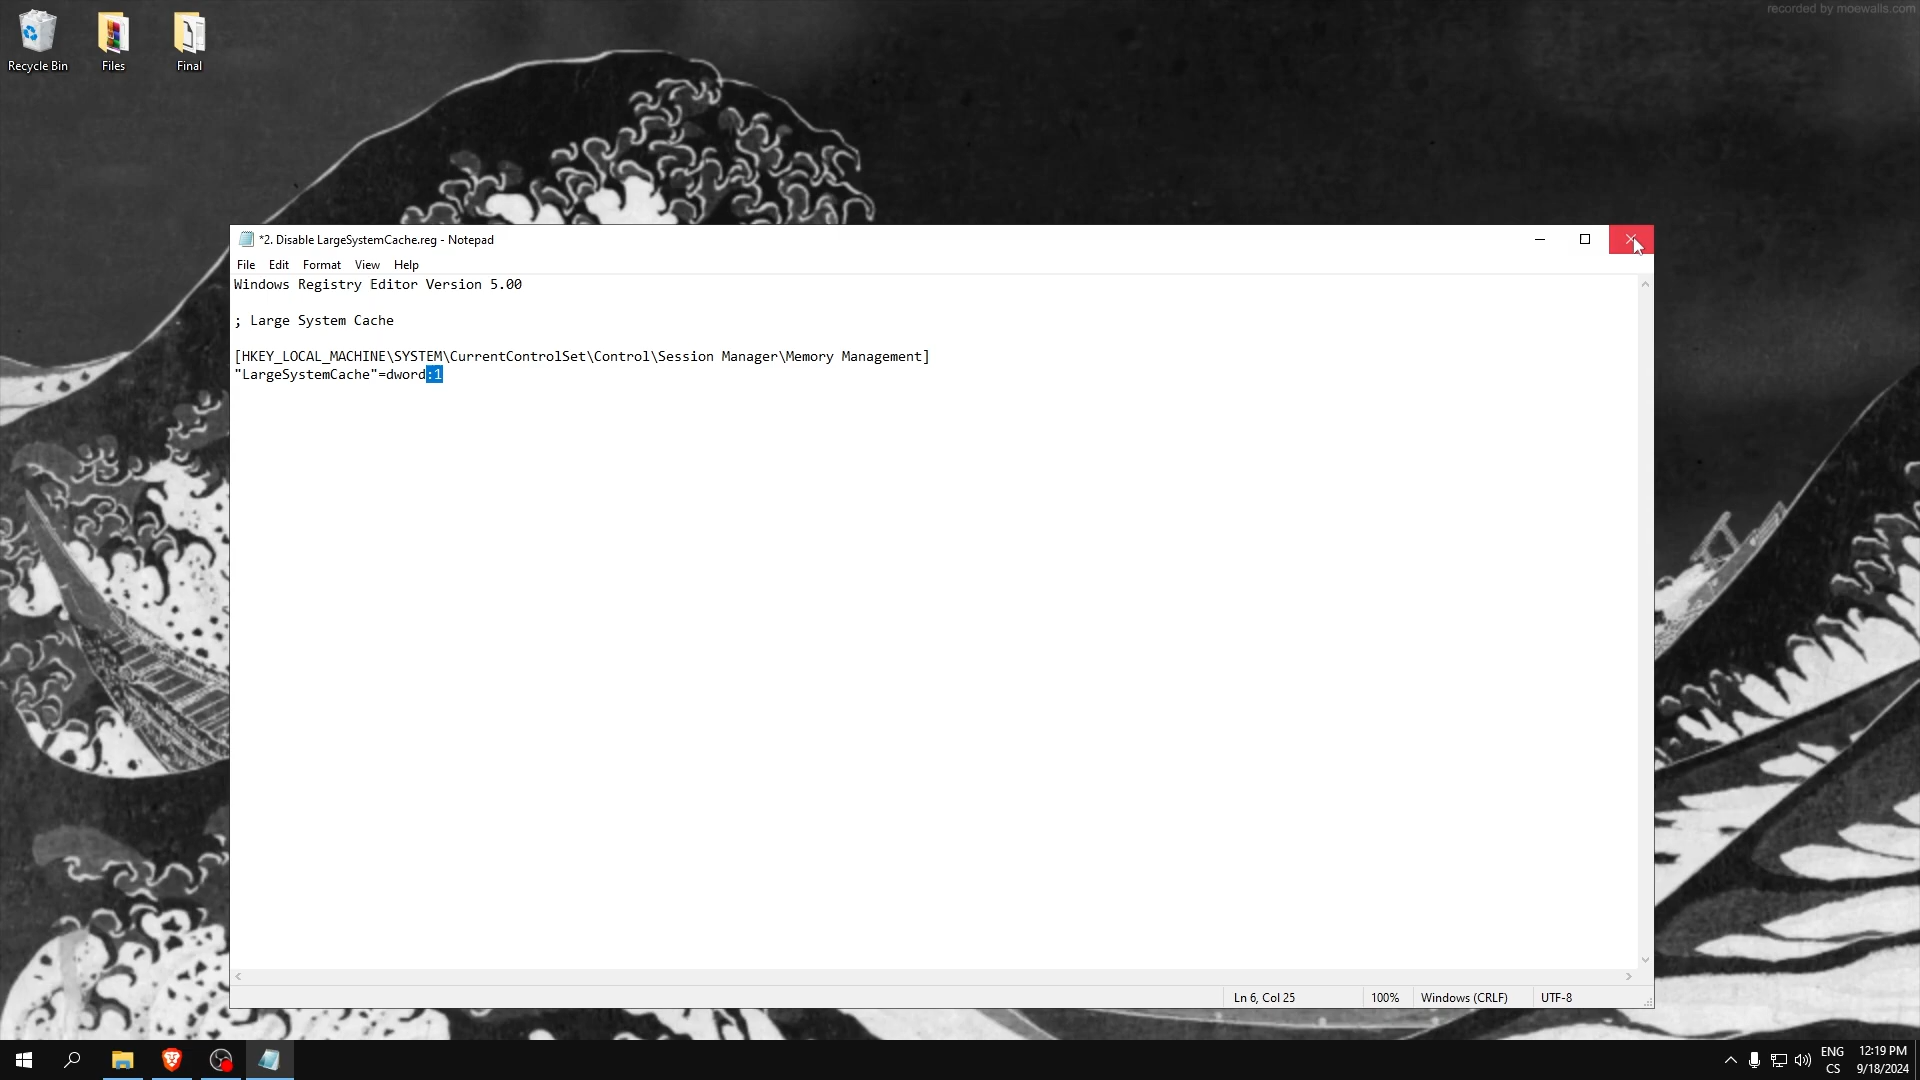 recorded by moewalls.com
Recycle Bin
Files
Final
*2. Disable LargeSystemCache.reg - Notepad
File Edit Format View Help
Windows Registry Editor Version 5.00
; Large System Cache
[HKEY_LOCAL_MACHINE\SYSTEM\CurrentControlSet\Control\Session Manager\Memory Management]
"LargeSystemCache"=dword:1
Ln 6, Col 25
100%
Windows (CRLF)
UTF-8
ENG
CS
12:19 PM
9/18/2024